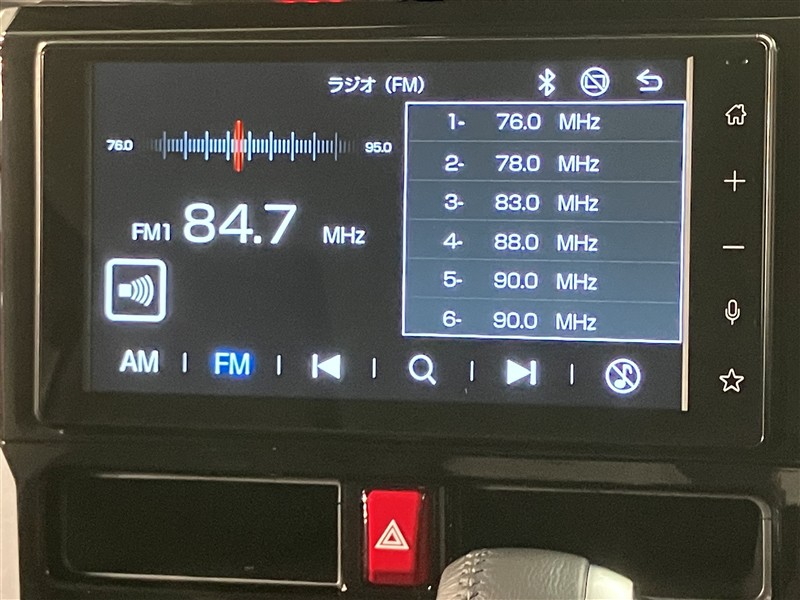 ラジオ（FM）
76.0 95.0
FM1 84.7 MHz
1- 76.0 MHz
2- 78.0 MHz
3- 83.0 MHz
4- 88.0 MHz
5- 90.0 MHz
6- 90.0 MHz
AM FM